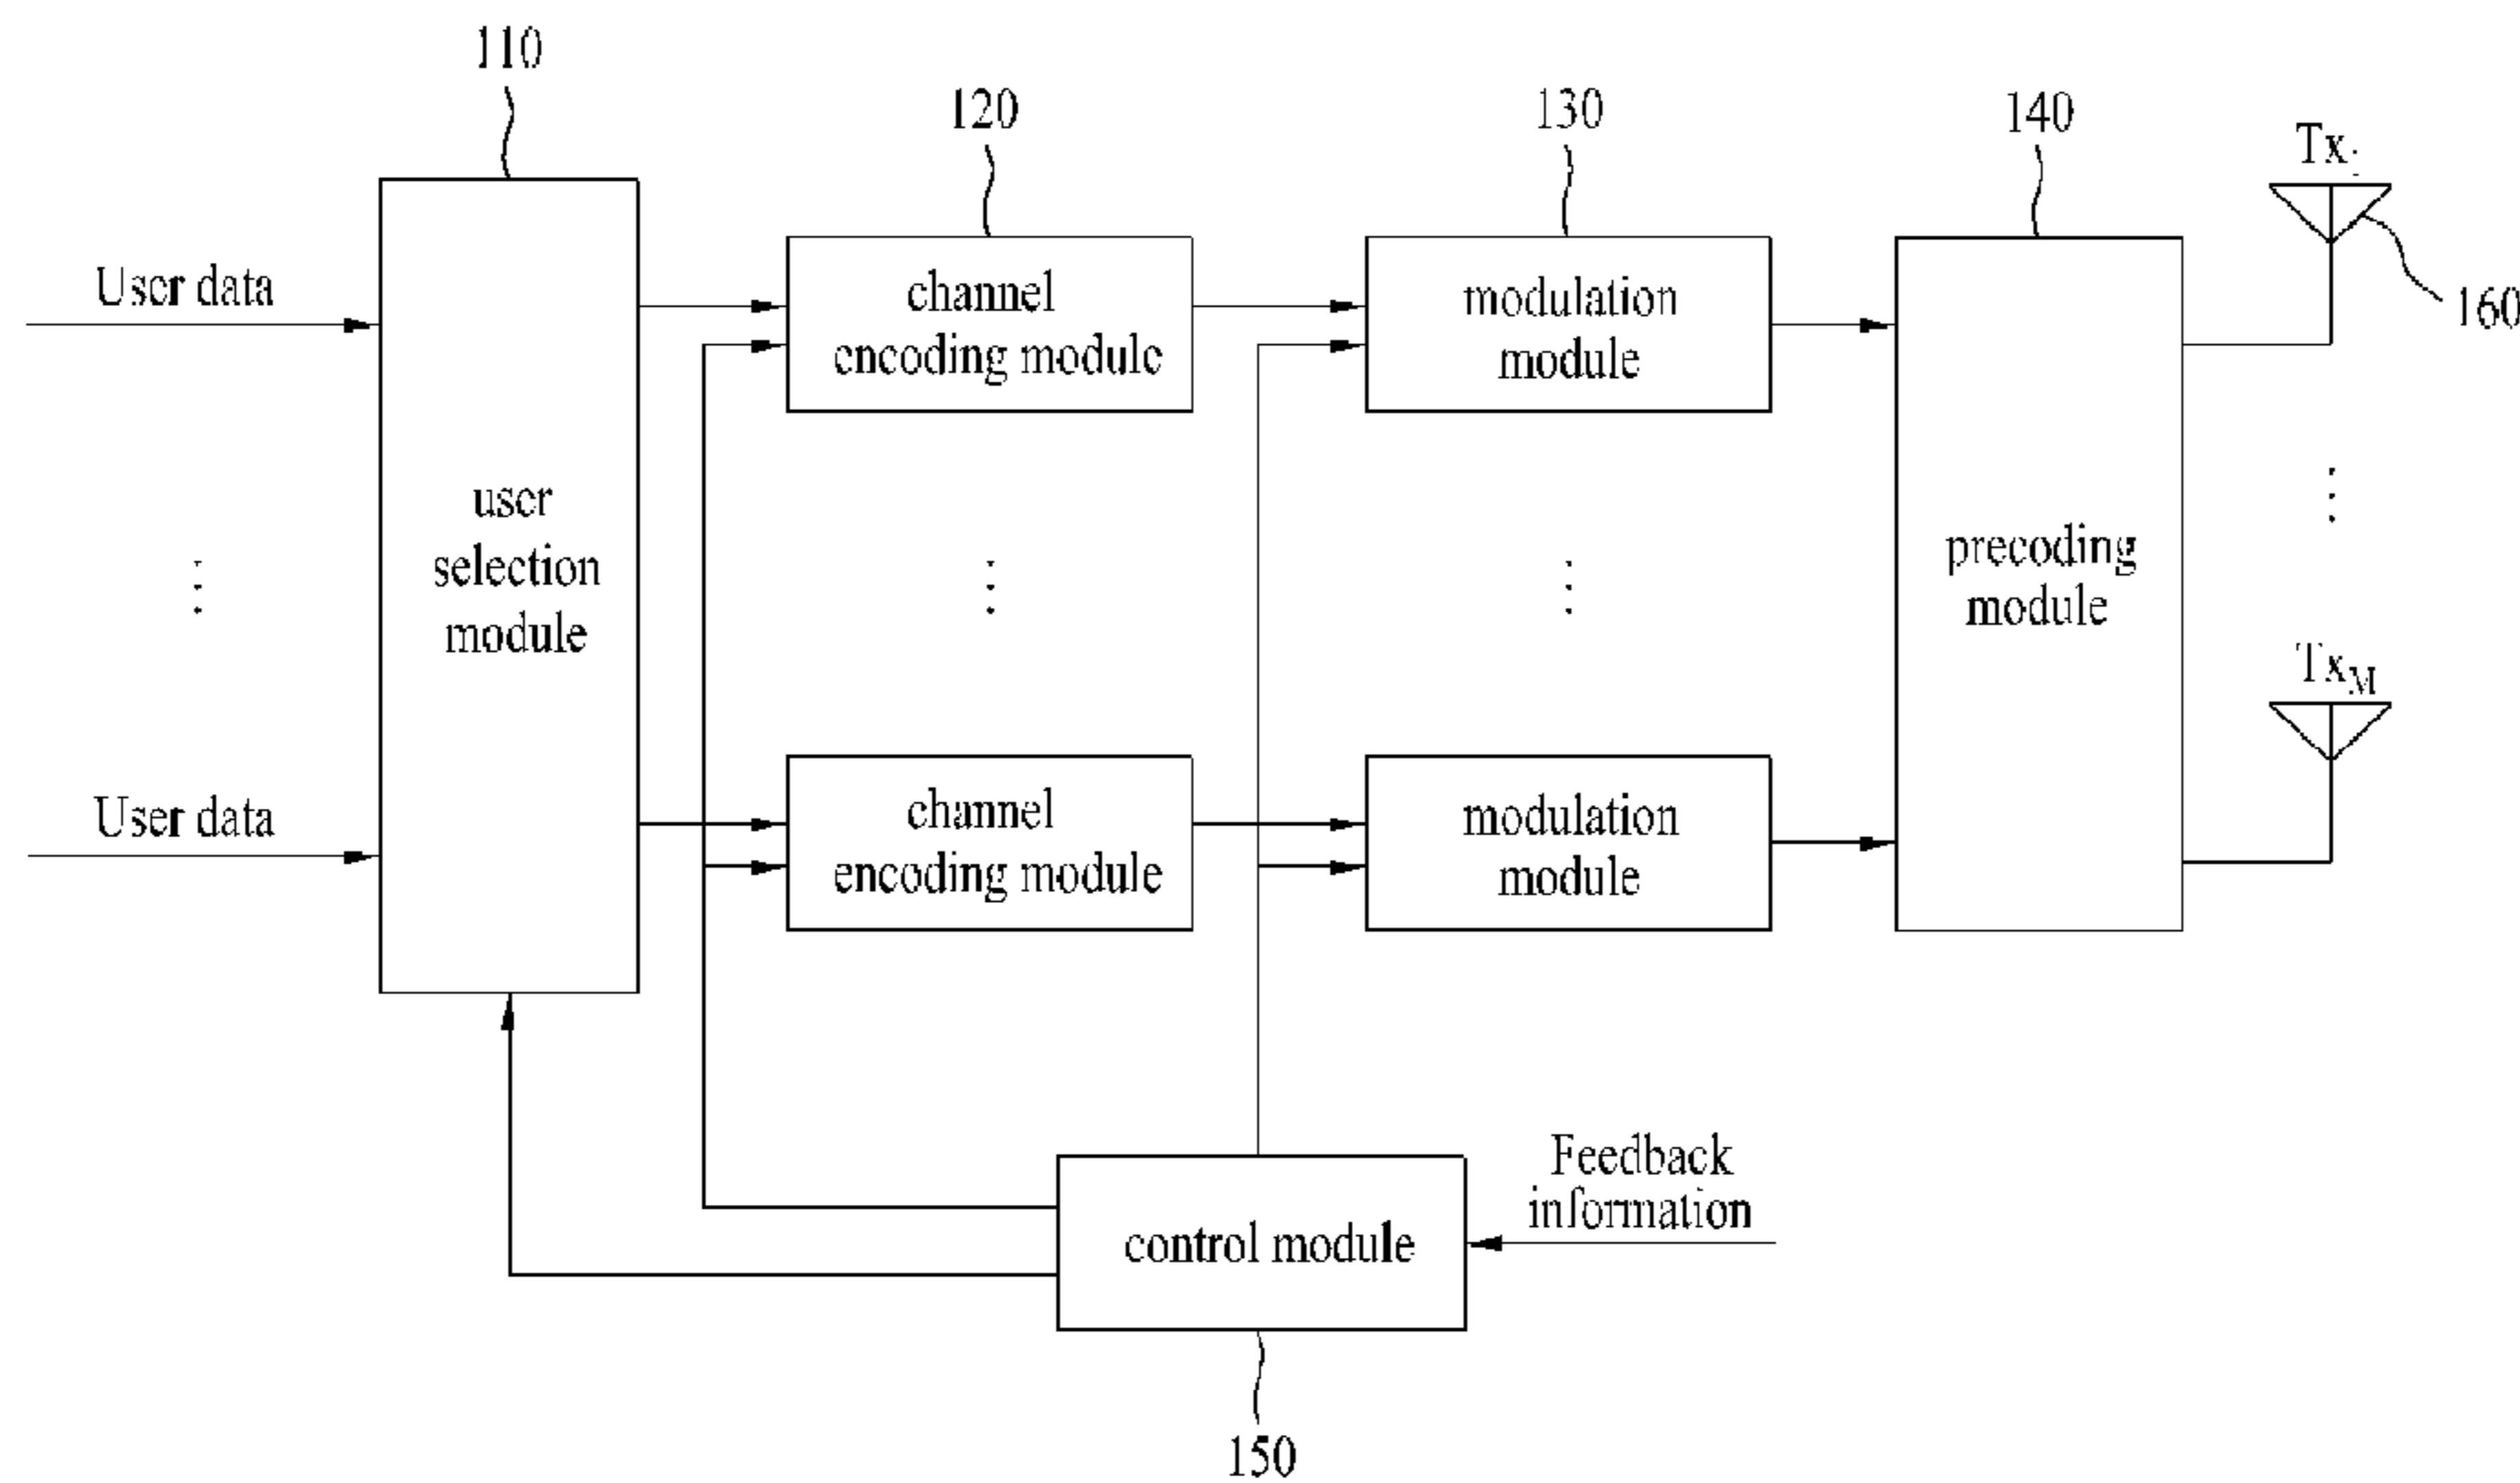 110
120
130
140
Tx
160
User data
channel
encoding module
modulation
module
user
selection
module
precoding
module
Tx_M
User data
channel
encoding module
modulation
module
Feedback
information
control module
150